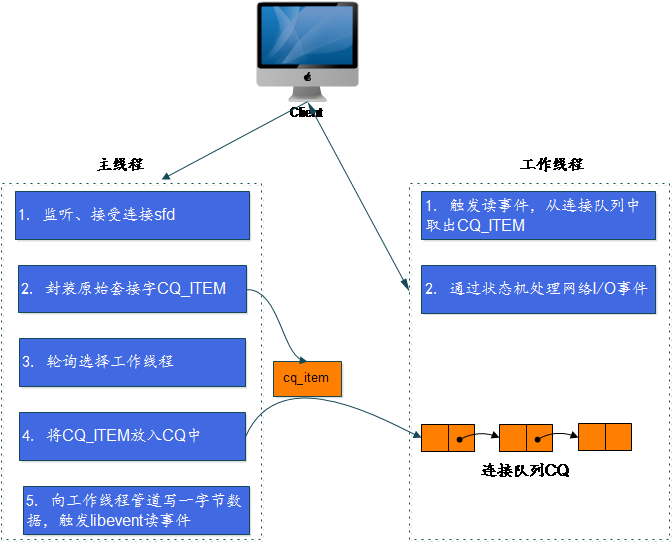 Client
主线程
工作线程
1. 监听、接受连接sfd
2. 封装原始套接字CQ_ITEM
3. 轮询选择工作线程
4. 将CQ_ITEM放入CQ中
5. 向工作线程管道写一字节数
据，触发libevent读事件
cq_item
1. 触发读事件，从连接队列中
取出CQ_ITEM
2. 通过状态机处理网络I/O事件
连接队列CQ